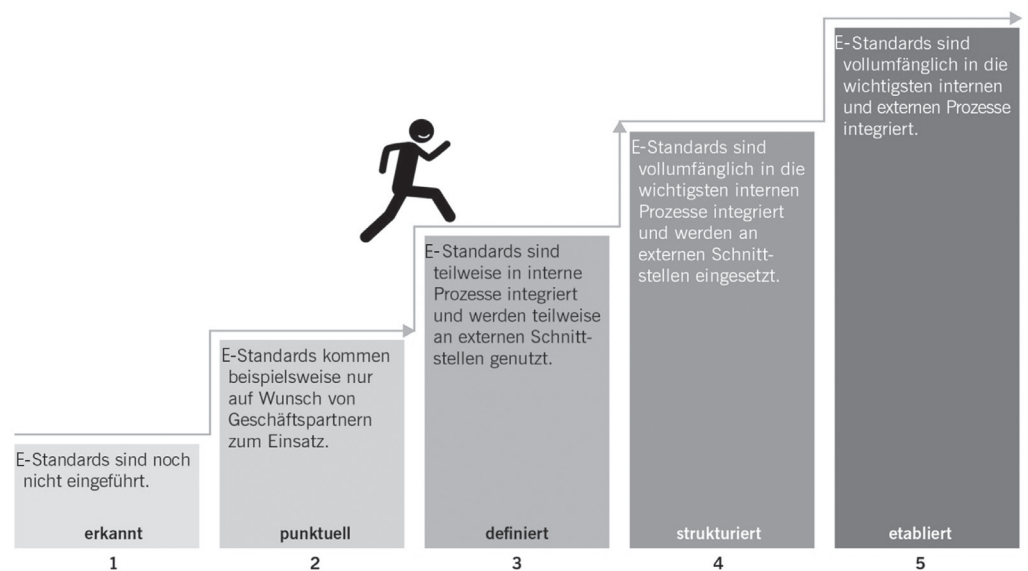 E-Standards sind noch
nicht eingeführt.
erkannt
1
E-Standards kommen
beispielsweise nur
auf Wunsch von
Geschäftspartnern
zum Einsatz.
punktuell
2
E-Standards sind
teilweise in interne
Prozesse integriert
und werden teilweise
an externen Schnitt-
stellen genutzt.
definiert
3
E-Standards sind
vollumfänglich in die
wichtigsten internen
Prozesse integriert
und werden an
externen Schnitt-
stellen eingesetzt.
strukturiert
4
E-Standards sind
vollumfänglich in die
wichtigsten internen
und externen Prozesse
integriert.
etabliert
5